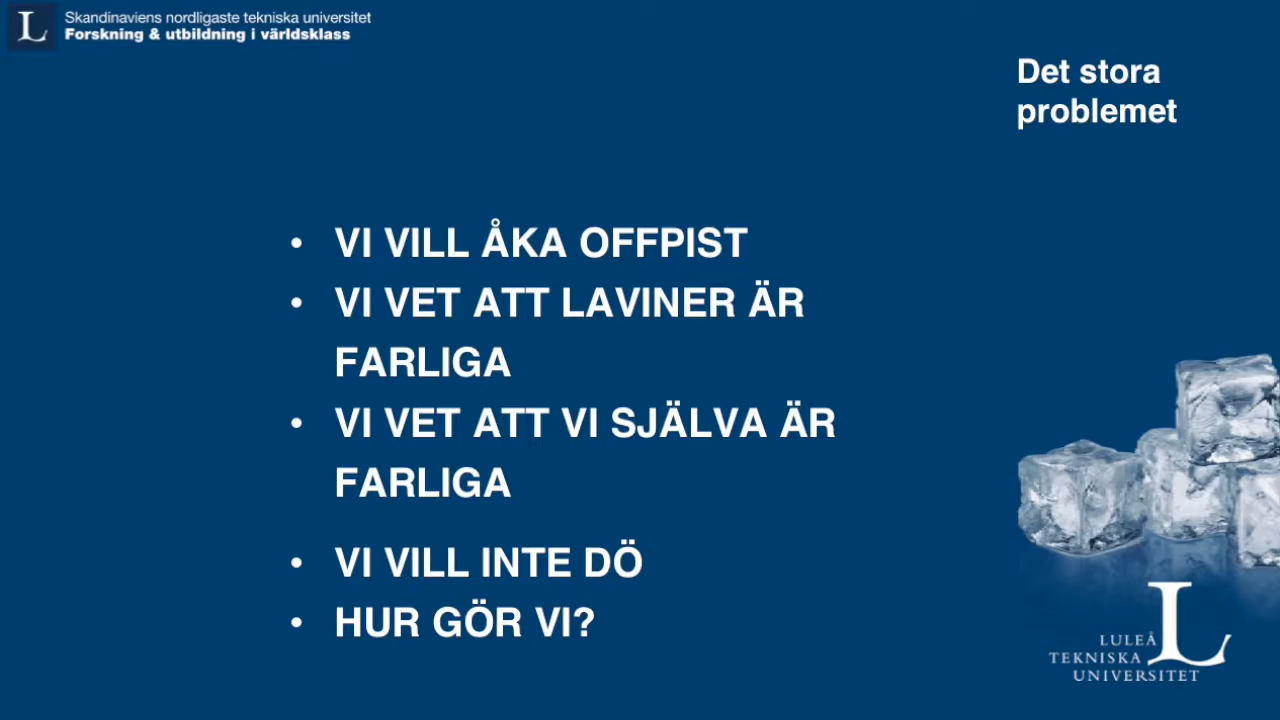 L
Skandinaviens nordligaste tekniska universitet
Forskning & utbildning i världsklass
Det stora
problemet
• VI VILL ÅKA OFFPIST
• VI VET ATT LAVINER ÄR
FARLIGA
• VI VET ATT VI SJÄLVA ÄR
FARLIGA
• VI VILL INTE DÖ
• HUR GÖR VI?
L
LULEÅ
TEKNISKA
UNIVERSITET